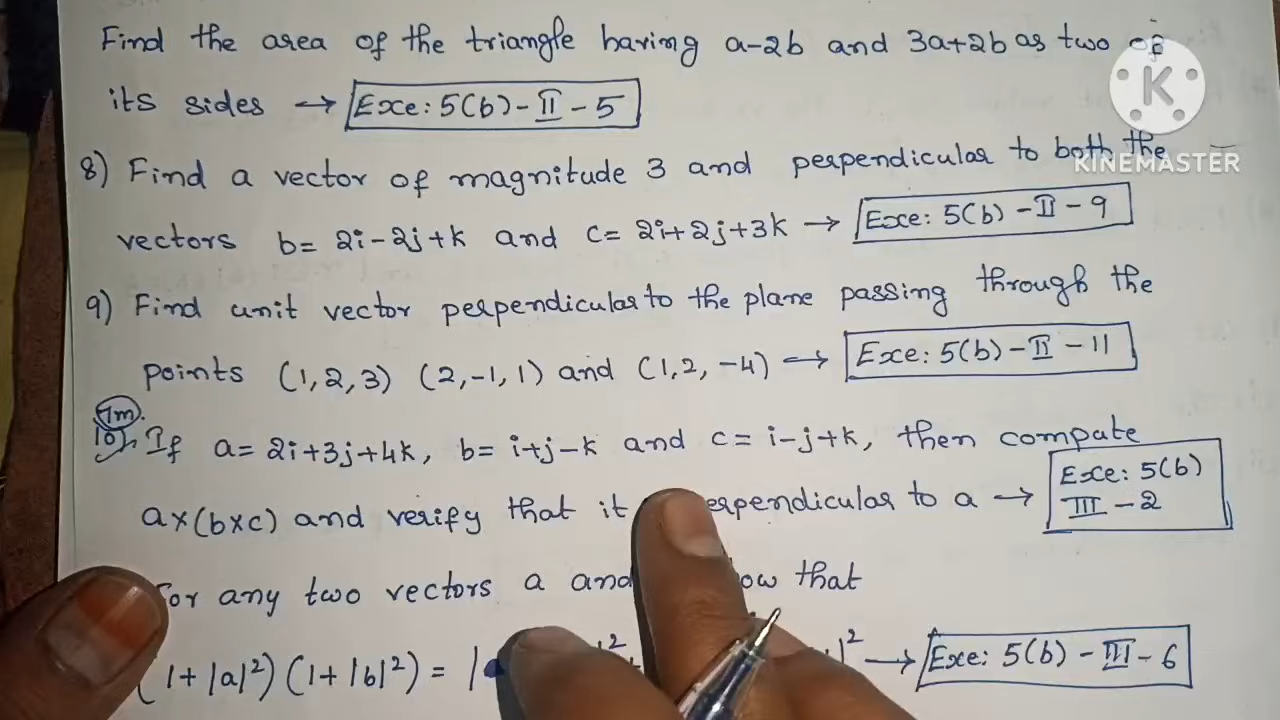 Find the area of the triangle having a-2b and 3a+2b as two of
its sides → Exe: 5(b)-II-5
K
KINEMASTER
8) Find a vector of magnitude 3 and perpendicular to both the
vectors b= 2i-2j+k and c= 2i+2j+3k → Exe: 5(b)-II-9
9) Find unit vector perpendicular to the plane passing through the
points (1,2,3) (2,-1,1) and (1,2,-4) → Exe: 5(b)-II-11
7m.
10). If a= 2i+3j+4k, b= i+j-k and c= i-j+k, then compute
a×(b×c) and verify that it perpendicular to a → Exe: 5(b)
III-2
any two vectors a and that
(1+|a|²)(1+|b|²)= | ² |² → Exe: 5(b)-III-6